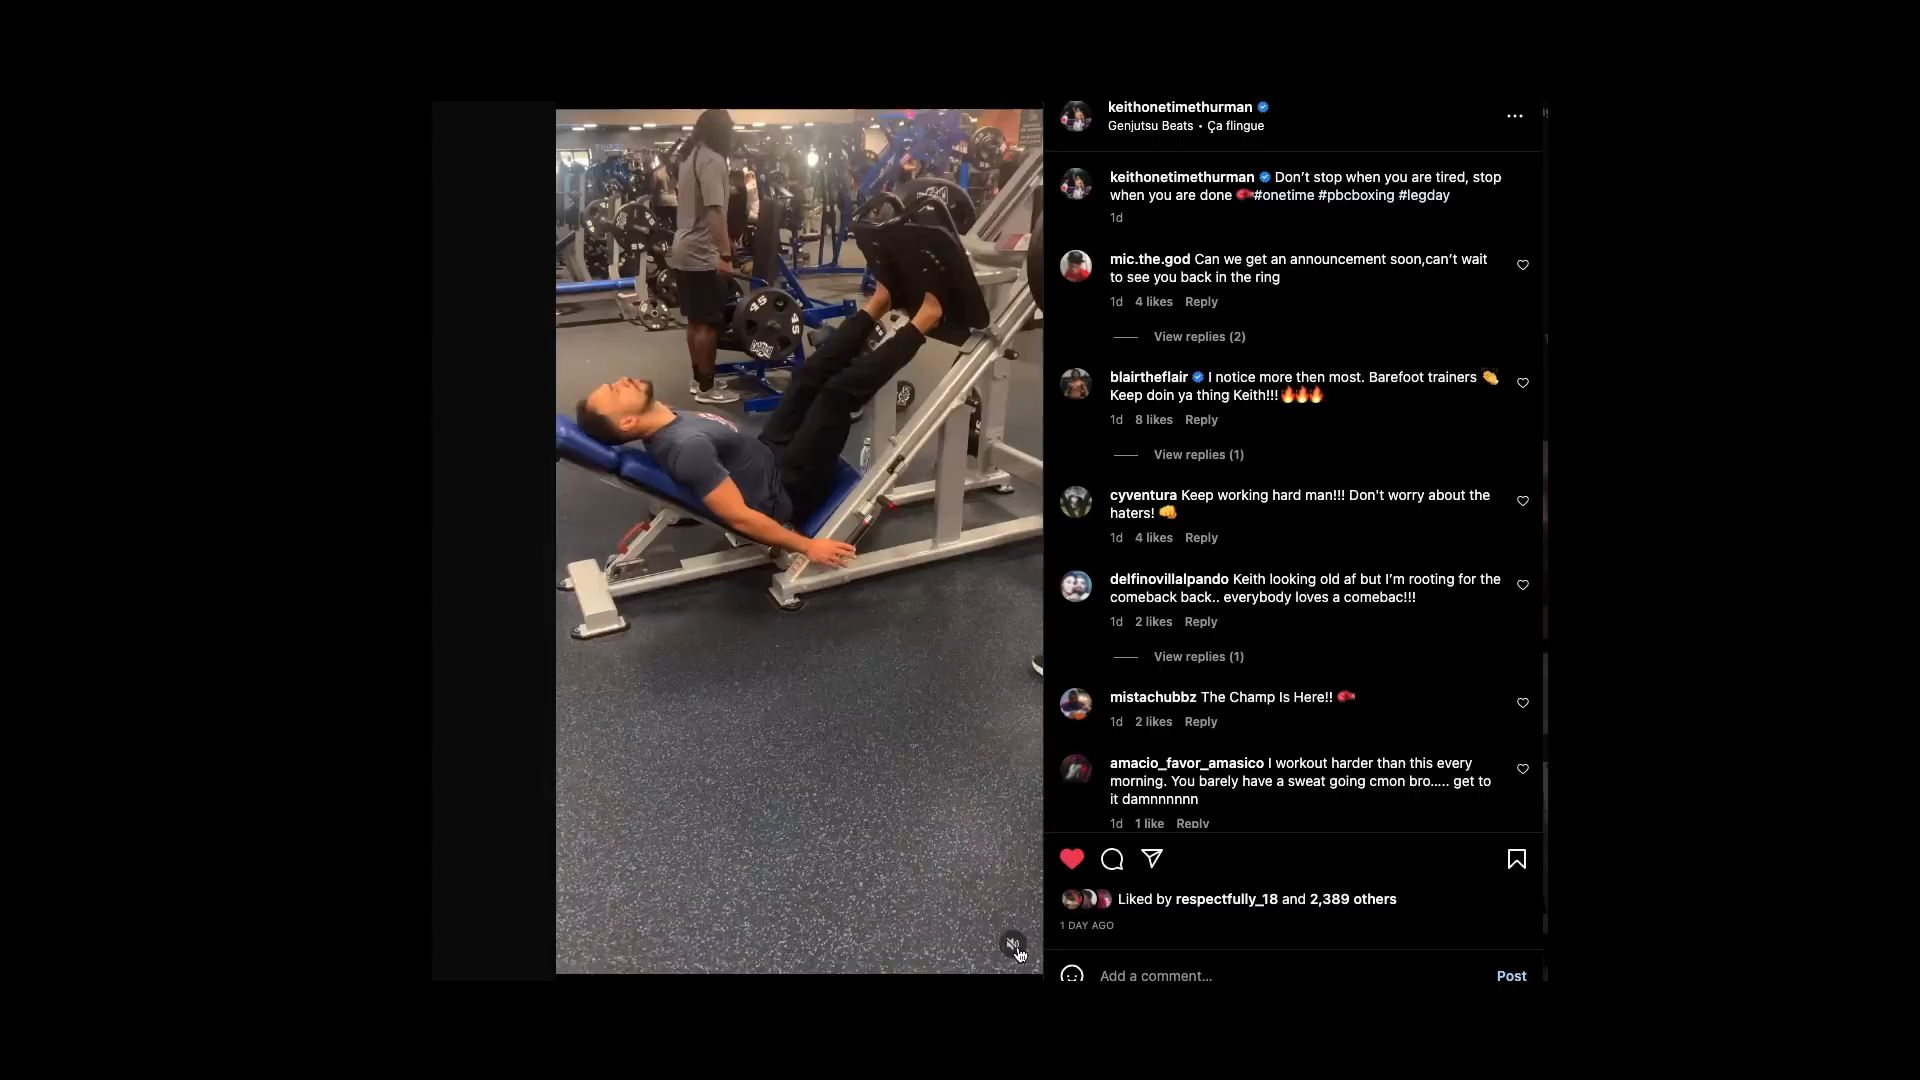 keithonetimethurman
Genjutsu Beats • Ça flingue
keithonetimethurman Don’t stop when you are tired, stop
when you are done 🥊#onetime #pbcboxing #legday
1d
mic.the.god Can we get an announcement soon,can’t wait
to see you back in the ring
1d 4 likes Reply
View replies (2)
blairtheflair I notice more then most. Barefoot trainers 👏
Keep doin ya thing Keith!!!🔥🔥🔥
1d 8 likes Reply
View replies (1)
cyventura Keep working hard man!!! Don't worry about the
haters! 👊
1d 4 likes Reply
delfinovillalpando Keith looking old af but I’m rooting for the
comeback back.. everybody loves a comebac!!!
1d 2 likes Reply
View replies (1)
mistachubbz The Champ Is Here!! 🥊
1d 2 likes Reply
amacio_favor_amasico I workout harder than this every
morning. You barely have a sweat going cmon bro..... get to
it damnnnnnn
1d 1 like Reply
Liked by respectfully_18 and 2,389 others
1 DAY AGO
Add a comment...
Post
45
45